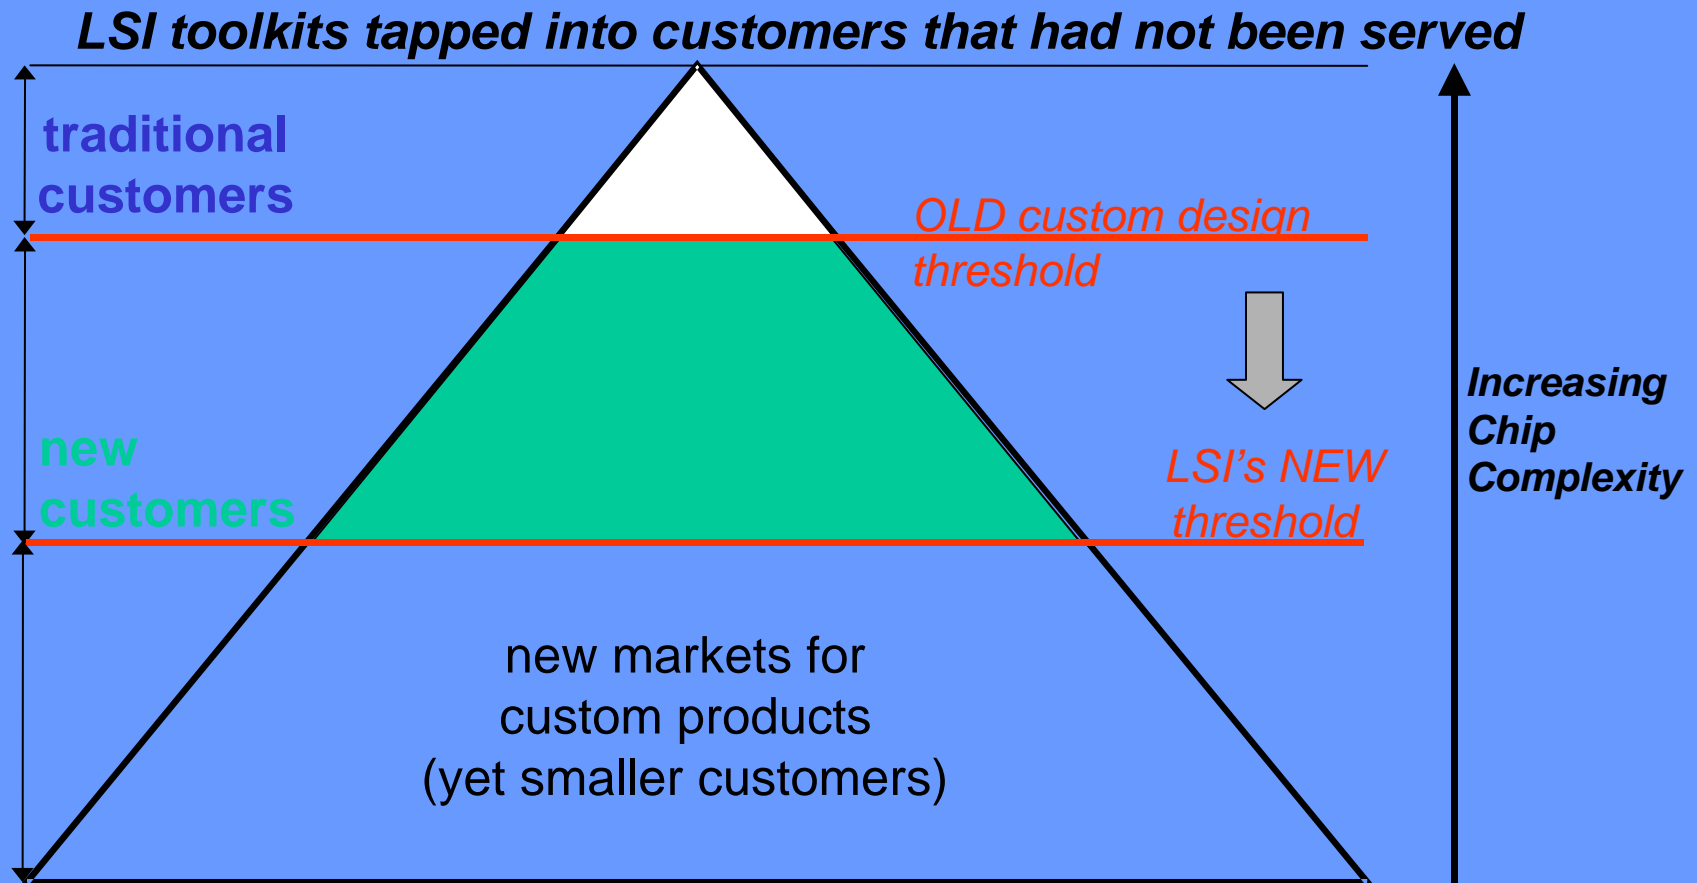 LSI toolkits tapped into customers that had not been served
traditional
customers
OLD custom design
threshold
Increasing
Chip
Complexity
new
customers
LSI’s NEW
threshold
new markets for
custom products
(yet smaller customers)